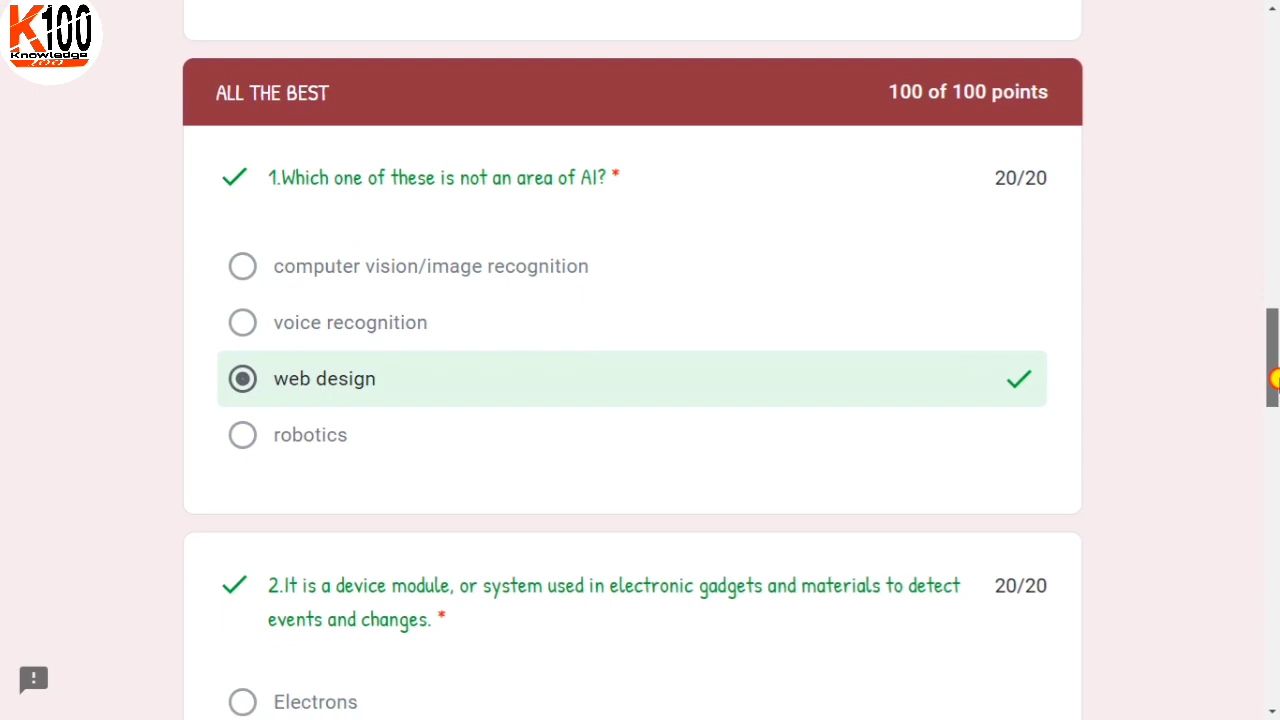 K100
Knowledge
ALL THE BEST
100 of 100 points
1.Which one of these is not an area of AI? *
20/20
computer vision/image recognition
voice recognition
web design
robotics
2.It is a device module, or system used in electronic gadgets and materials to detect
events and changes. *
20/20
Electrons